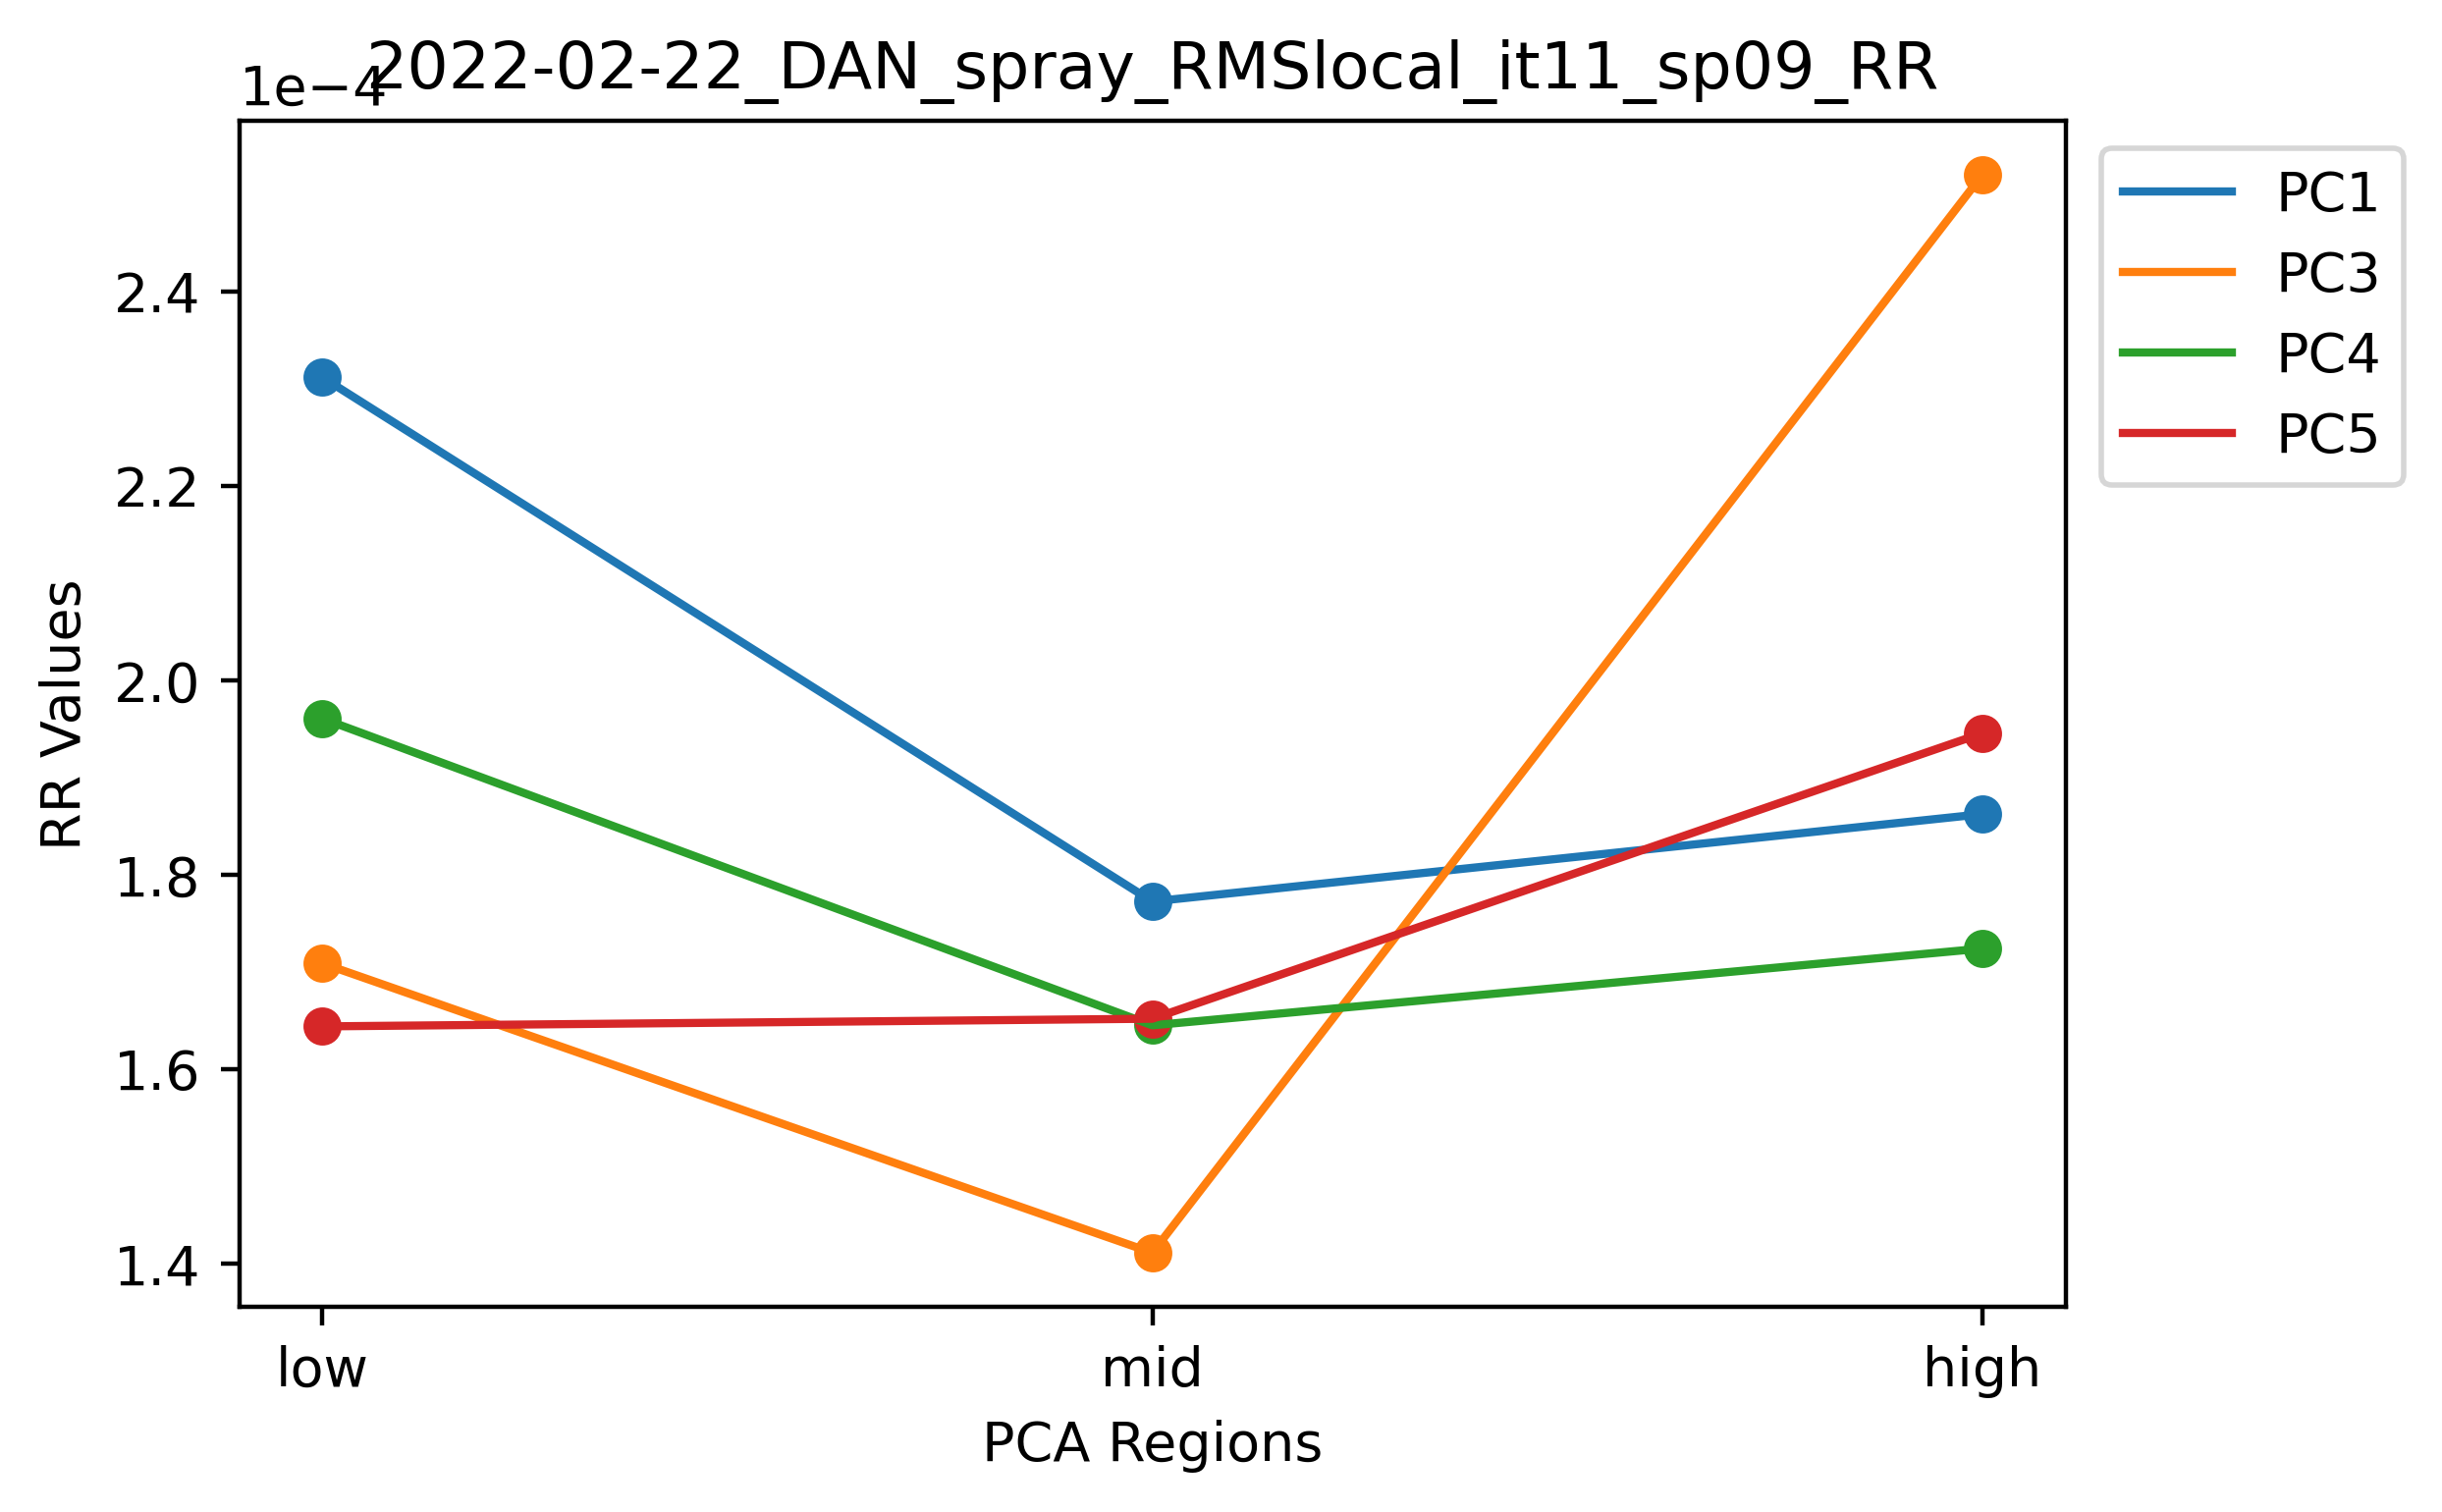 2022-02-22_DAN_spray_RMSlocal_it11_sp09_RR
1e−4
2.4
2.2
2.0
1.8
1.6
1.4
RR Values
low
mid
high
PCA Regions
PC1
PC3
PC4
PC5